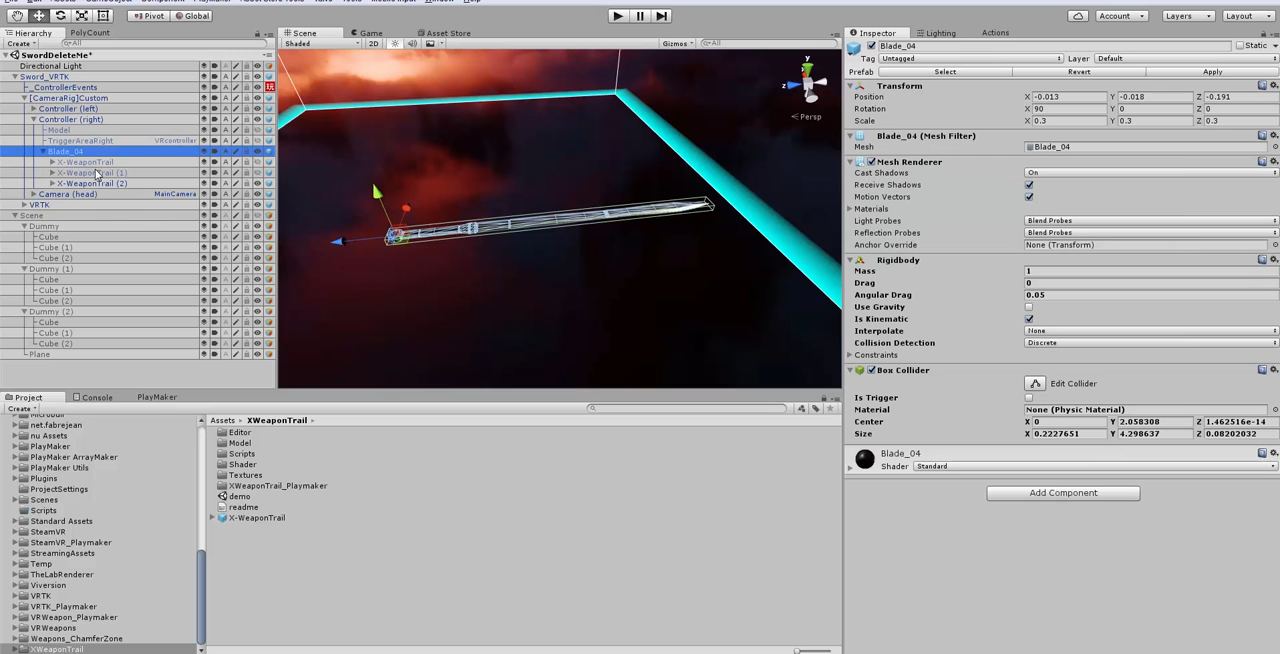 Pivot Global Account Layers Layout
Hierarchy PolyCount
Create All
SwordDeleteMe*
Directional Light
Sword_VRTK
_ControllerEvents
[CameraRig]Custom
Controller (left)
Controller (right)
Model
TriggerAreaRight VRcontroller
Blade_04
X-WeaponTrail
X-WeaponTrail (1)
X-WeaponTrail (2)
Camera (head) MainCamera
VRTK
Scene
Dummy
Cube
Cube (1)
Cube (2)
Dummy (1)
Cube
Cube (1)
Cube (2)
Dummy (2)
Cube
Cube (1)
Cube (2)
Plane
Scene Game Asset Store
Shaded 2D Gizmos All
y
x
z
Persp
Project Console PlayMaker
Create
net.fabrejean
nu Assets
PlayMaker
PlayMaker ArrayMaker
PlayMaker Utils
Plugins
ProjectSettings
Scenes
Scripts
Standard Assets
SteamVR
SteamVR_Playmaker
StreamingAssets
Temp
TheLabRenderer
Viversion
VRTK
VRTK_Playmaker
VRWeapon_Playmaker
VRWeapons
Weapons_ChamferZone
XWeaponTrail
Assets XWeaponTrail
Editor
Model
Scripts
Shader
Textures
XWeaponTrail_Playmaker
demo
readme
X-WeaponTrail
Inspector Lighting Actions
Blade_04 Static
Tag Untagged Layer Default
Prefab Select Revert Apply
Transform
Position X -0.013 Y -0.018 Z -0.191
Rotation X 90 Y 0 Z 0
Scale X 0.3 Y 0.3 Z 0.3
Blade_04 (Mesh Filter)
Mesh Blade_04
Mesh Renderer
Cast Shadows On
Receive Shadows
Motion Vectors
Materials
Light Probes Blend Probes
Reflection Probes Blend Probes
Anchor Override None (Transform)
Rigidbody
Mass 1
Drag 0
Angular Drag 0.05
Use Gravity
Is Kinematic
Interpolate None
Collision Detection Discrete
Constraints
Box Collider
Edit Collider
Is Trigger
Material None (Physic Material)
Center X 0 Y 2.058308 Z 1.462516e-14
Size X 0.2227651 Y 4.298637 Z 0.08202032
Blade_04
Shader Standard
Add Component